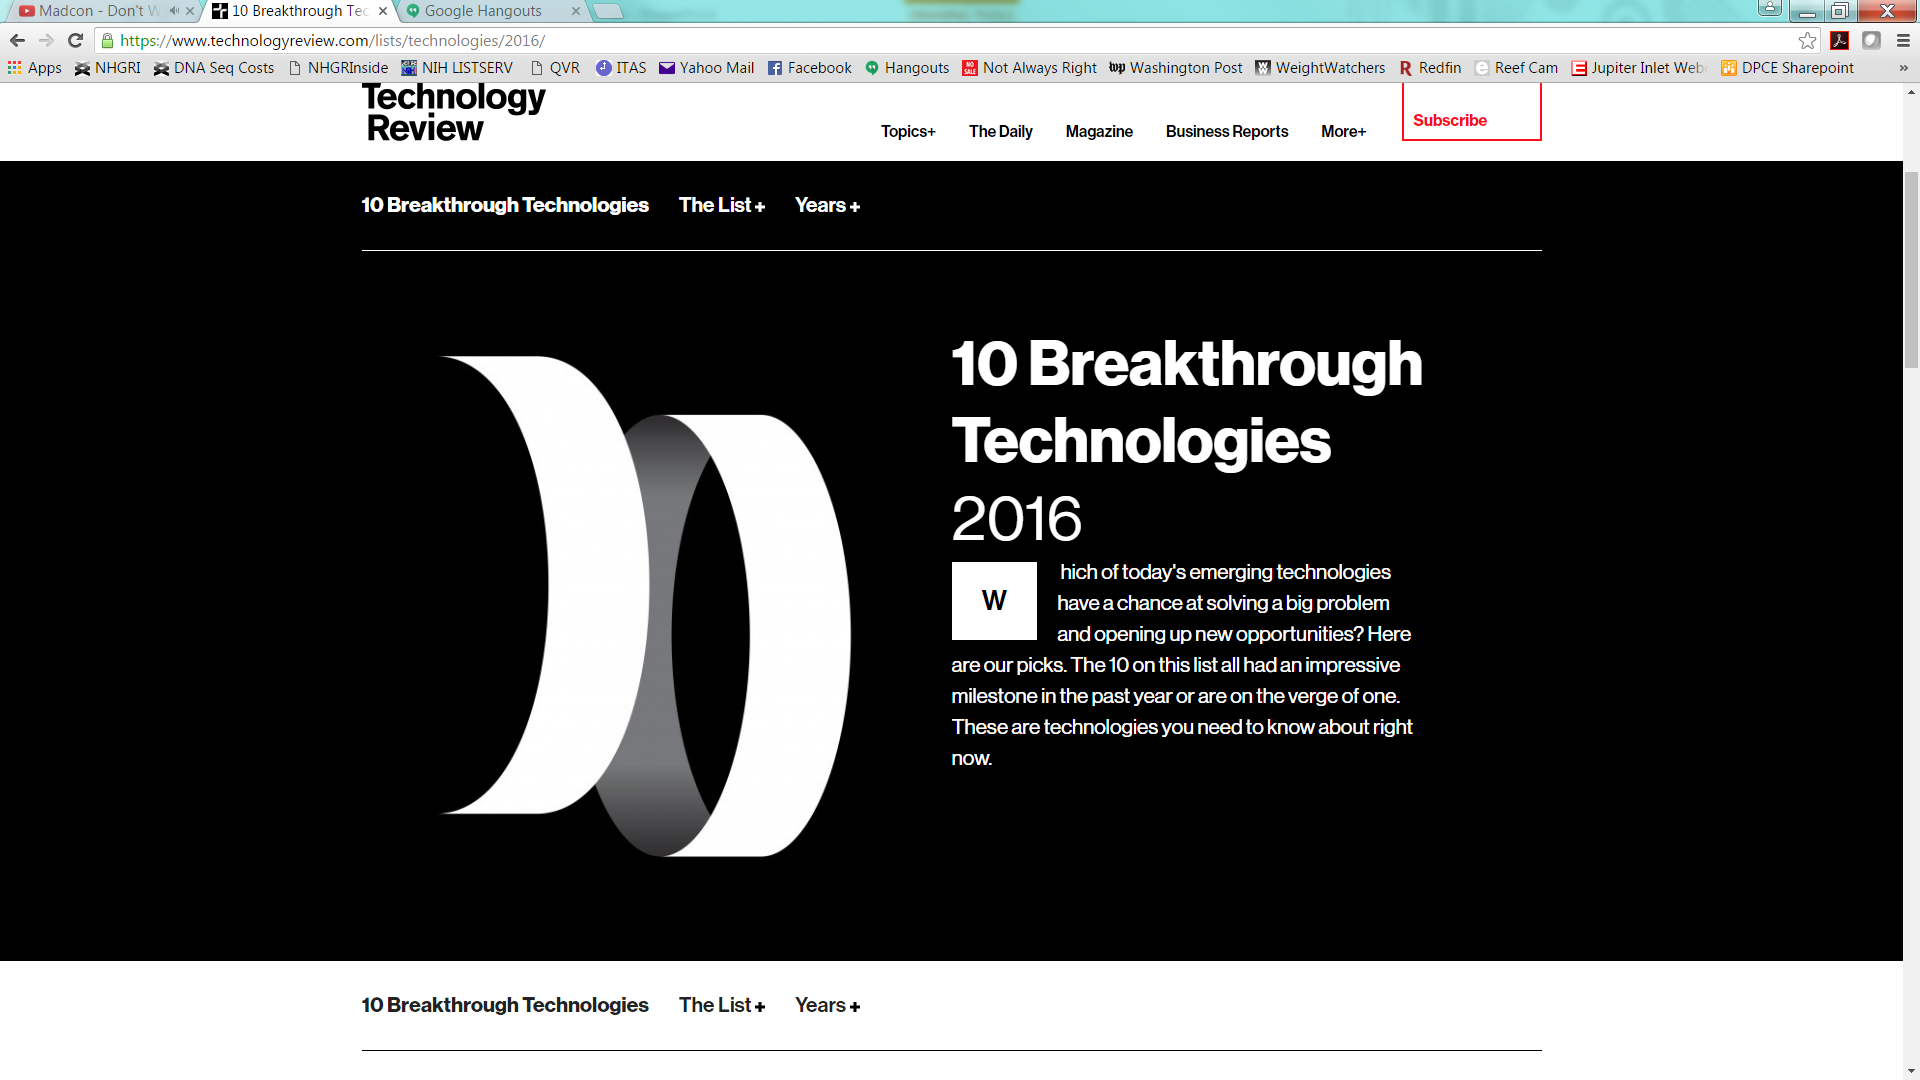 Madcon - Don't W
10 Breakthrough Tec
Google Hangouts
https://www.technologyreview.com/lists/technologies/2016/
Apps NHGRI DNA Seq Costs NHGRInside NIH LISTSERV QVR ITAS Yahoo Mail Facebook Hangouts Not Always Right Washington Post WeightWatchers Redfin Reef Cam Jupiter Inlet Web DPCE Sharepoint »
Technology
Review
Topics+ The Daily Magazine Business Reports More+ Subscribe
10 Breakthrough Technologies The List + Years +
10 Breakthrough
Technologies
2016
Which of today's emerging technologies
have a chance at solving a big problem
and opening up new opportunities? Here
are our picks. The 10 on this list all had an impressive
milestone in the past year or are on the verge of one.
These are technologies you need to know about right
now.
10 Breakthrough Technologies The List + Years +